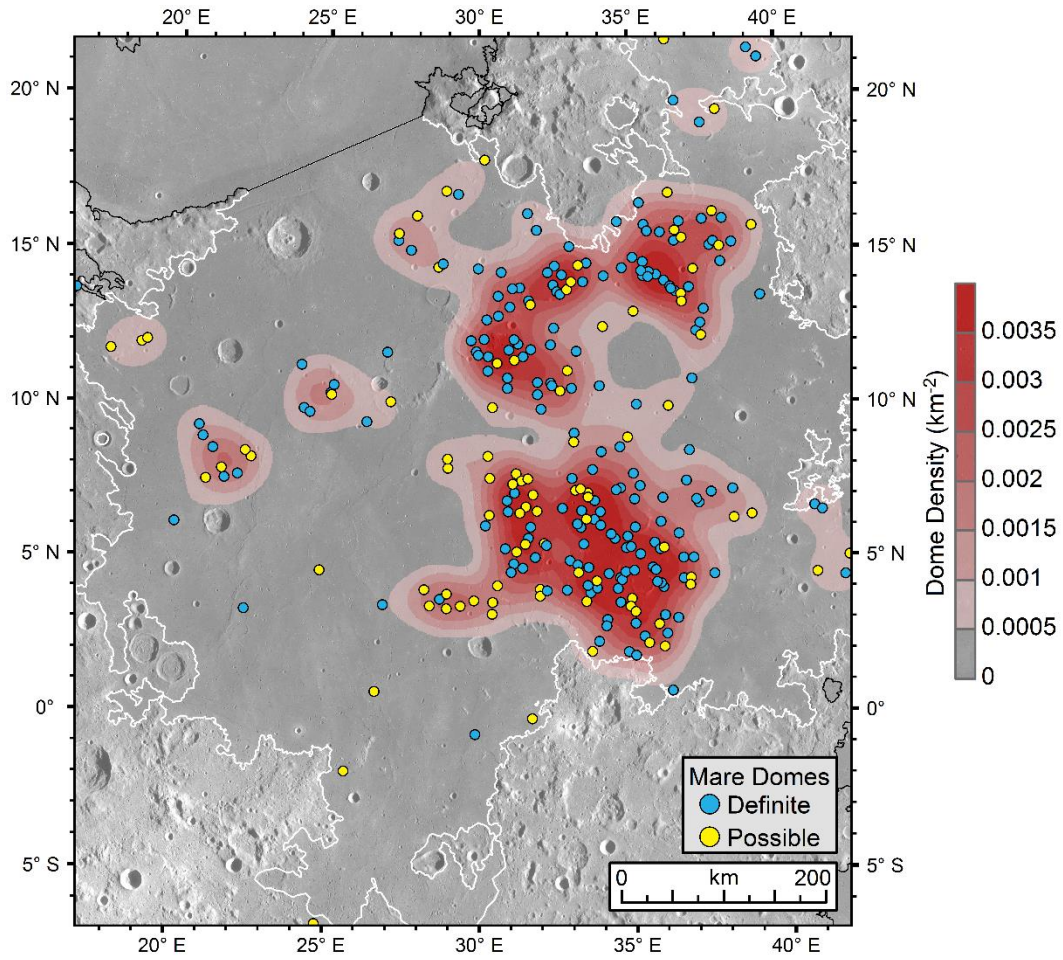 20° E 25° E 30° E 35° E 40° E
20° N 20° N
15° N 15° N
10° N 10° N
5° N 5° N
0° 0°
5° S 5° S
20° E 25° E 30° E 35° E 40° E
Dome Density (km-2)
0.0035
0.003
0.0025
0.002
0.0015
0.001
0.0005
0
Mare Domes
Definite
Possible
0 km 200